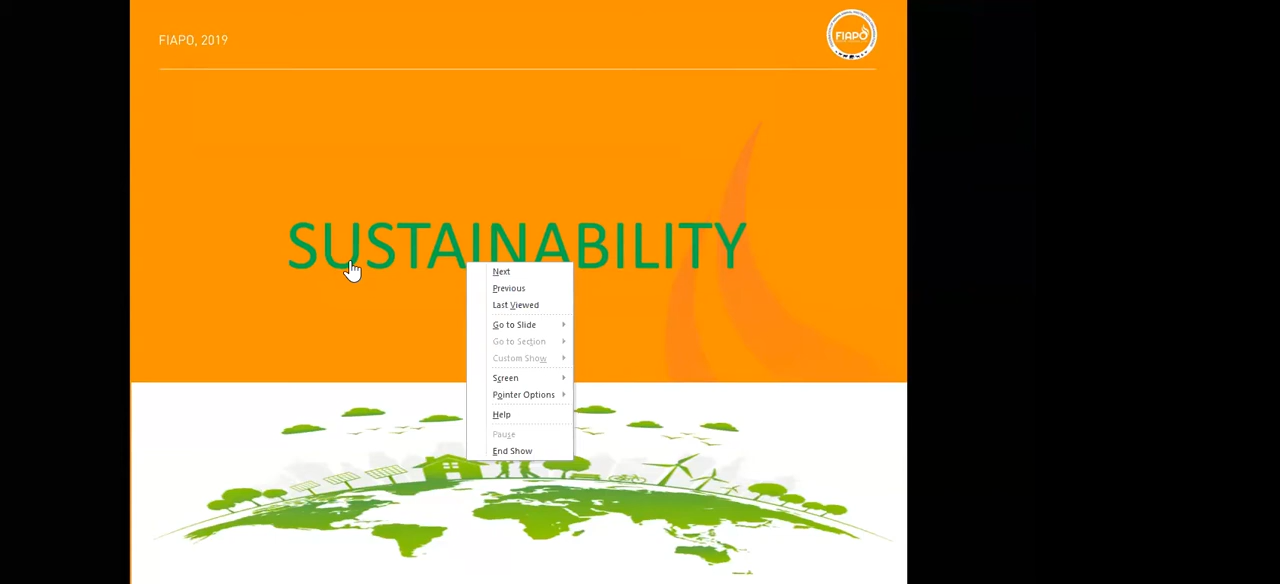 FIAPO, 2019
FIAPO
SUSTAINABILITY
Next
Previous
Last Viewed
Go to Slide
Go to Section
Custom Show
Screen
Pointer Options
Help
Pause
End Show